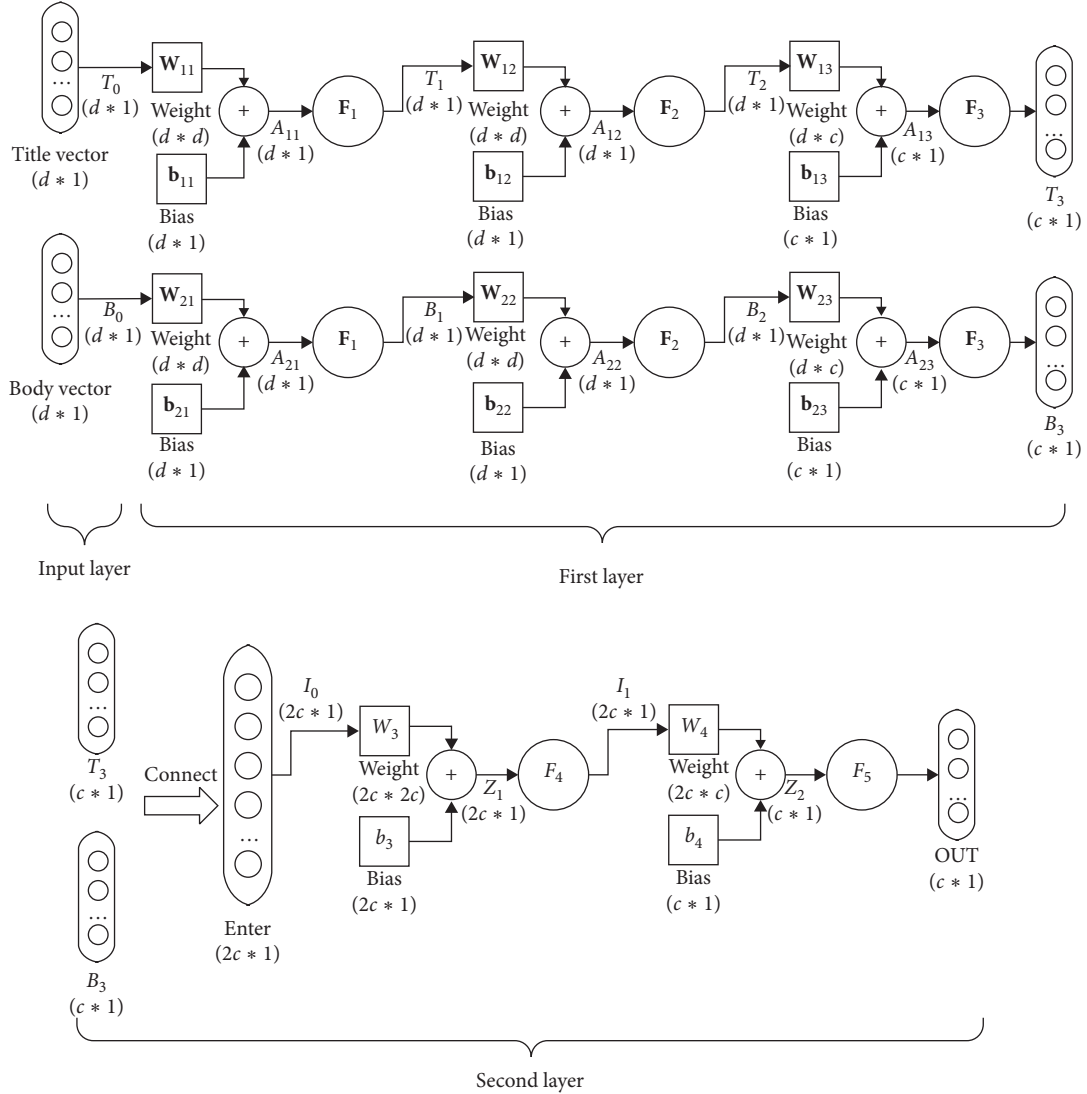 Title vector
(d * 1)
T0
(d * 1)
W11
Weight
(d * d)
+
b11
Bias
(d * 1)
A11
(d * 1)
F1
T1
(d * 1)
W12
Weight
(d * d)
+
b12
Bias
(d * 1)
A12
(d * 1)
F2
T2
(d * 1)
W13
Weight
(d * c)
+
b13
Bias
(c * 1)
A13
(c * 1)
F3
...
T3
(c * 1)
...
Body vector
(d * 1)
B0
(d * 1)
W21
Weight
(d * d)
+
b21
Bias
(d * 1)
A21
(d * 1)
F1
B1
(d * 1)
W22
Weight
(d * d)
+
b22
Bias
(d * 1)
A22
(d * 1)
F2
B2
(d * 1)
W23
Weight
(d * c)
+
b23
Bias
(c * 1)
A23
(c * 1)
F3
...
B3
(c * 1)
...
Input layer
First layer
...
T3
(c * 1)
...
B3
(c * 1)
Connect
...
Enter
(2c * 1)
I0
(2c * 1)
W3
Weight
(2c * 2c)
+
b3
Bias
(2c * 1)
Z1
(2c * 1)
F4
I1
(2c * 1)
W4
Weight
(2c * c)
+
b4
Bias
(c * 1)
Z2
(c * 1)
F5
...
OUT
(c * 1)
Second layer